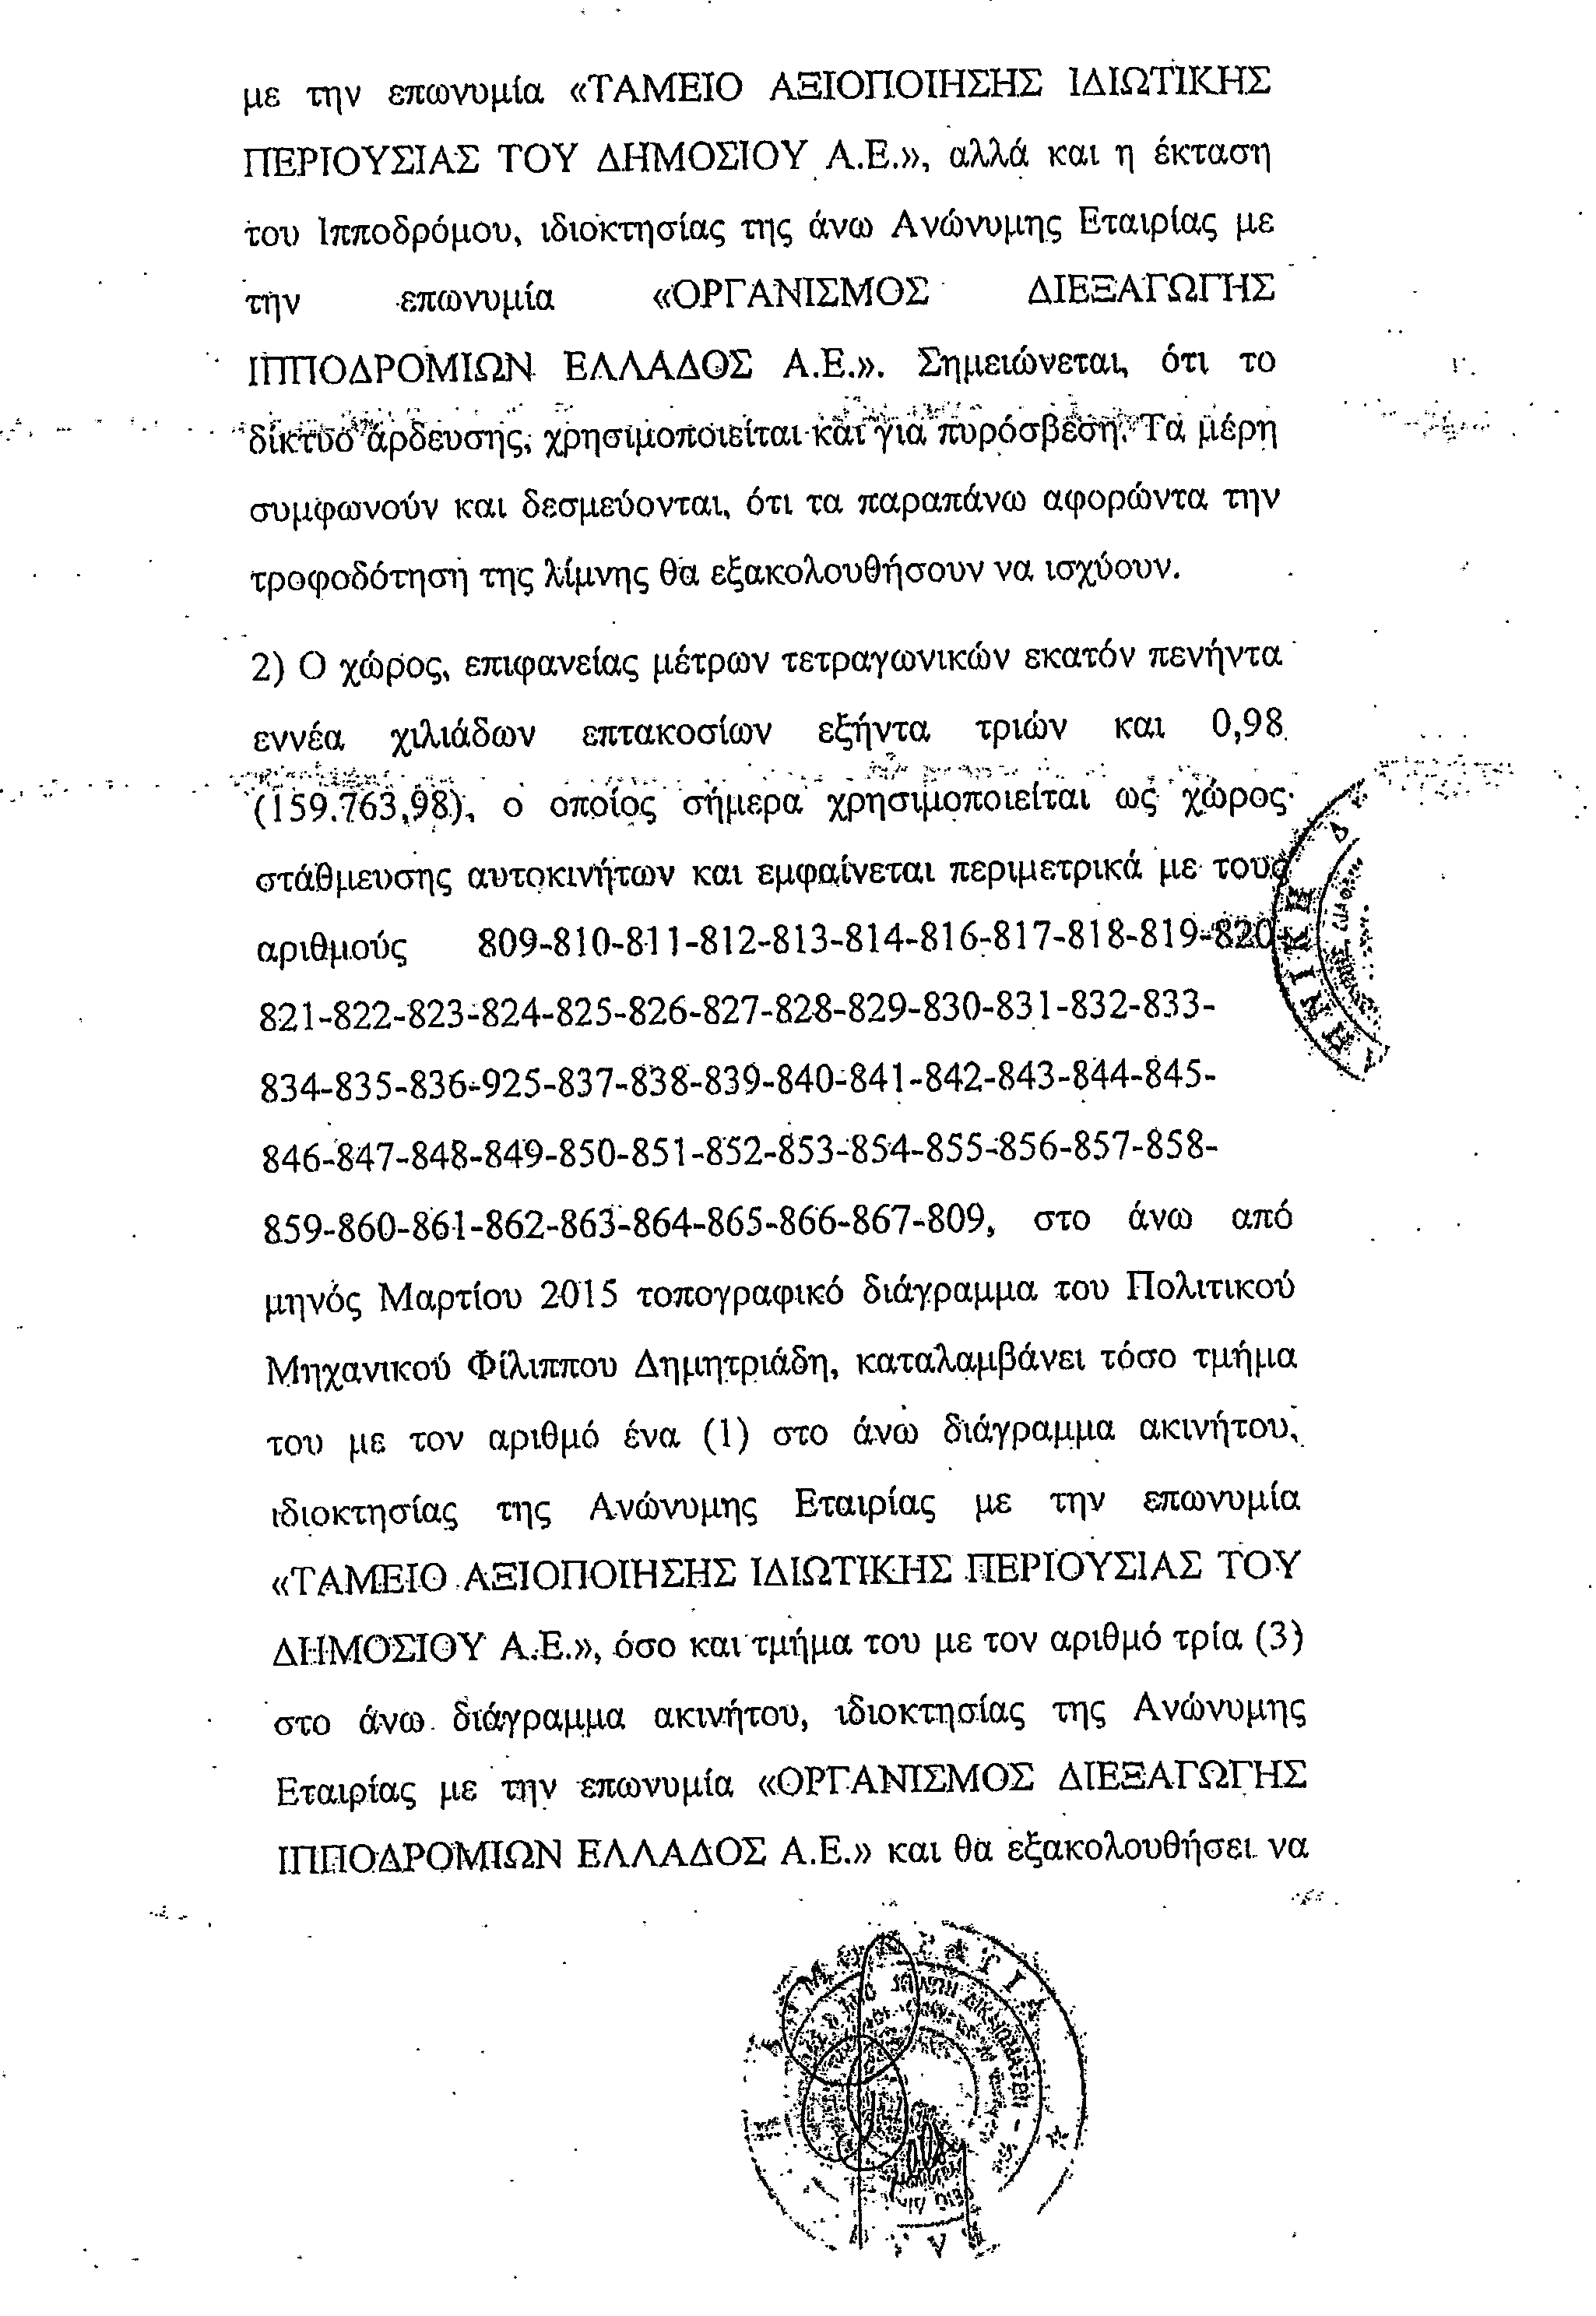 με την επωνυμία «ΤΑΜΕΙΟ ΑΞΙΟΠΟΙΗΣΗΣ ΙΔΙΩΤΙΚΗΣ
ΠΕΡΙΟΥΣΙΑΣ ΤΟΥ ΔΗΜΟΣΙΟΥ Α.Ε.», αλλά και η έκταση
του Ιπποδρόμου, ιδιοκτησίας της άνω Ανώνυμης Εταιρίας με
την επωνυμία «ΟΡΓΑΝΙΣΜΟΣ ΔΙΕΞΑΓΩΓΗΣ
ΙΠΠΟΔΡΟΜΙΩΝ ΕΛΛΑΔΟΣ Α.Ε.». Σημειώνεται, ότι το
δίκτυο άρδευσης, χρησιμοποιείται και για πυρόσβεση. Τα μέρη
συμφωνούν και δεσμεύονται, ότι τα παραπάνω αφορώντα την
τροφοδότηση της λίμνης θα εξακολουθήσουν να ισχύουν.
2) Ο χώρος, επιφανείας μέτρων τετραγωνικών εκατόν πενήντα
εννέα χιλιάδων επτακοσίων εξήντα τριών και 0,98
(159.763,98), ο οποίος σήμερα χρησιμοποιείται ως χώρος
στάθμευσης αυτοκινήτων και εμφαίνεται περιμετρικά με τους
αριθμούς 809-810-811-812-813-814-816-817-818-819-820-
821-822-823-824-825-826-827-828-829-830-831-832-833-
834-835-836-925-837-838-839-840-841-842-843-844-845-
846-847-848-849-850-851-852-853-854-855-856-857-858-
859-860-861-862-863-864-865-866-867-809, στο άνω από
μηνός Μαρτίου 2015 τοπογραφικό διάγραμμα του Πολιτικού
Μηχανικού Φίλιππου Δημητριάδη, καταλαμβάνει τόσο τμήμα
του με τον αριθμό ένα (1) στο άνω διάγραμμα ακινήτου,
ιδιοκτησίας της Ανώνυμης Εταιρίας με την επωνυμία
«ΤΑΜΕΙΟ ΑΞΙΟΠΟΙΗΣΗΣ ΙΔΙΩΤΙΚΗΣ ΠΕΡΙΟΥΣΙΑΣ ΤΟΥ
ΔΗΜΟΣΙΟΥ Α.Ε.», όσο και τμήμα του με τον αριθμό τρία (3)
στο άνω διάγραμμα ακινήτου, ιδιοκτησίας της Ανώνυμης
Εταιρίας με την επωνυμία «ΟΡΓΑΝΙΣΜΟΣ ΔΙΕΞΑΓΩΓΗΣ
ΙΠΠΟΔΡΟΜΙΩΝ ΕΛΛΑΔΟΣ Α.Ε.» και θα εξακολουθήσει να